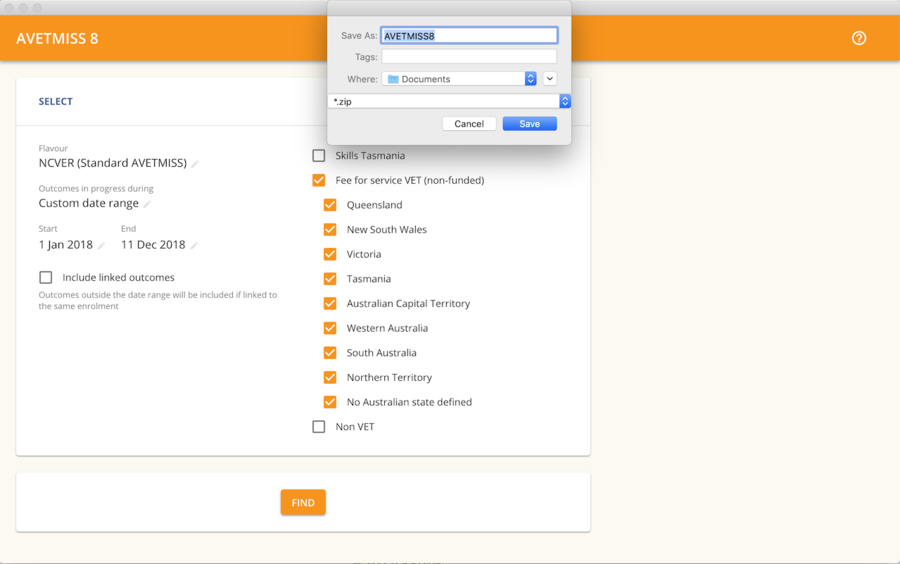 AVETMISS 8
Save As: AVETMISS8
Tags:
Where: Documents
*.zip
Cancel Save
SELECT
Flavour
NCVER (Standard AVETMISS)
Outcomes in progress during
Custom date range
Start End
1 Jan 2018 11 Dec 2018
Include linked outcomes
Outcomes outside the date range will be included if linked to
the same enrolment
Skills Tasmania
Fee for service VET (non-funded)
Queensland
New South Wales
Victoria
Tasmania
Australian Capital Territory
Western Australia
South Australia
Northern Territory
No Australian state defined
Non VET
FIND